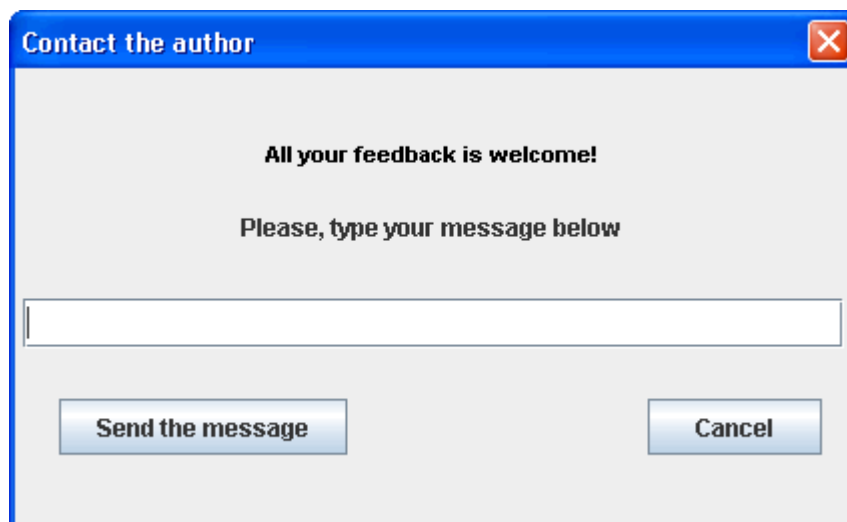 Contact the author
All your feedback is welcome!
Please, type your message below
Send the message
Cancel